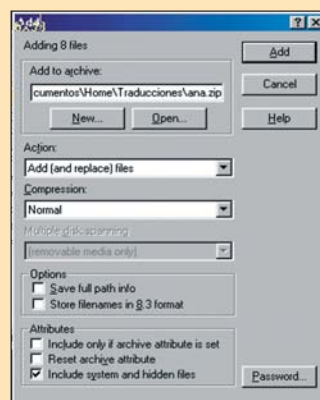 Add
Adding 8 files
Add
Add to archive:
cumentos\Home\Traducciones\ana.zip
Cancel
New... Open... Help
Action:
Add (and replace) files
Compression:
Normal
Multiple disk spanning
(removable media only)
Options
Save full path info
Store filenames in 8.3 format
Attributes
Include only if archive attribute is set
Reset archive attribute
Include system and hidden files
Password...